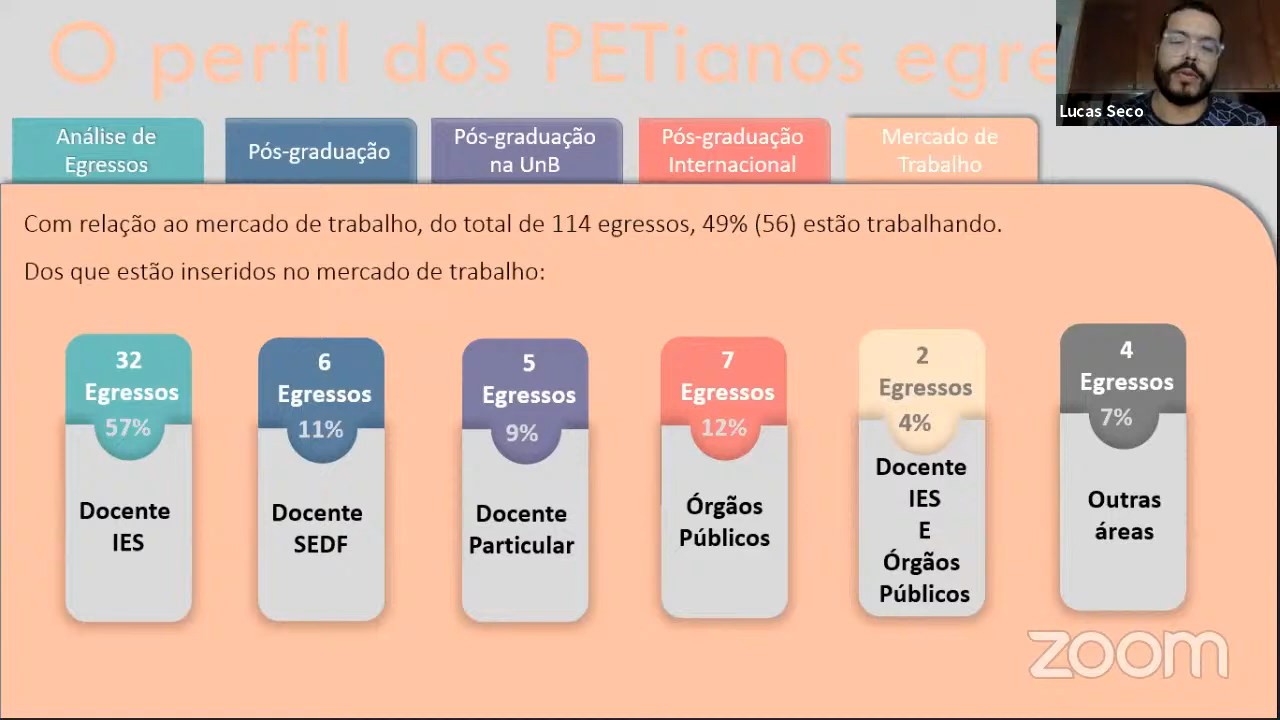 O perfil dos PETianos egre
Lucas Seco
Análise de
Egressos
Pós-graduação
Pós-graduação
na UnB
Pós-graduação
Internacional
Mercado de
Trabalho
Com relação ao mercado de trabalho, do total de 114 egressos, 49% (56) estão trabalhando.
Dos que estão inseridos no mercado de trabalho:
32
Egressos
57%
Docente
IES
6
Egressos
11%
Docente
SEDF
5
Egressos
9%
Docente
Particular
7
Egressos
12%
Órgãos
Públicos
2
Egressos
4%
Docente
IES
E
Órgãos
Públicos
4
Egressos
7%
Outras
áreas
zoom